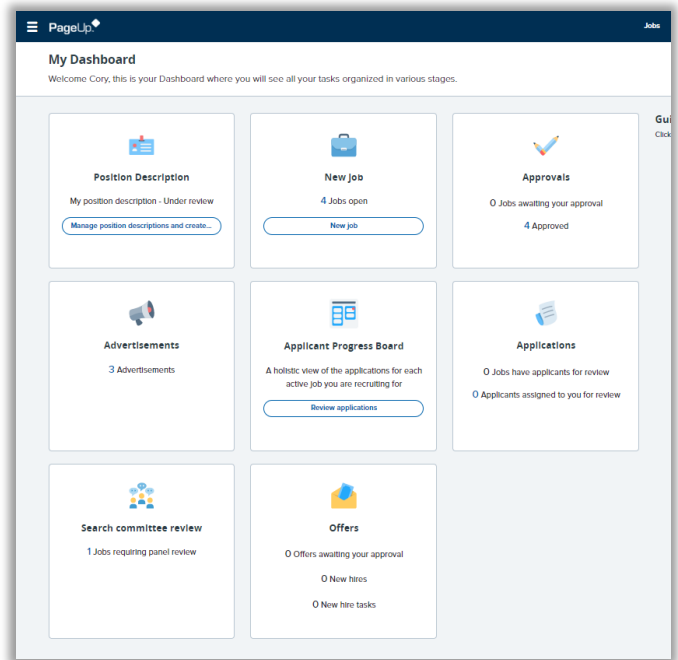 PageUp
Jobs
My Dashboard
Welcome Cory, this is your Dashboard where you will see all your tasks organized in various stages.
Gui
Click
Position Description
My position description - Under review
Manage position descriptions and create...
New job
4 Jobs open
New job
Approvals
0 Jobs awaiting your approval
4 Approved
Advertisements
3 Advertisements
Applicant Progress Board
A holistic view of the applications for each
active job you are recruiting for
Review applications
Applications
0 Jobs have applicants for review
0 Applicants assigned to you for review
Search committee review
1 Jobs requiring panel review
Offers
0 Offers awaiting your approval
0 New hires
0 New hire tasks